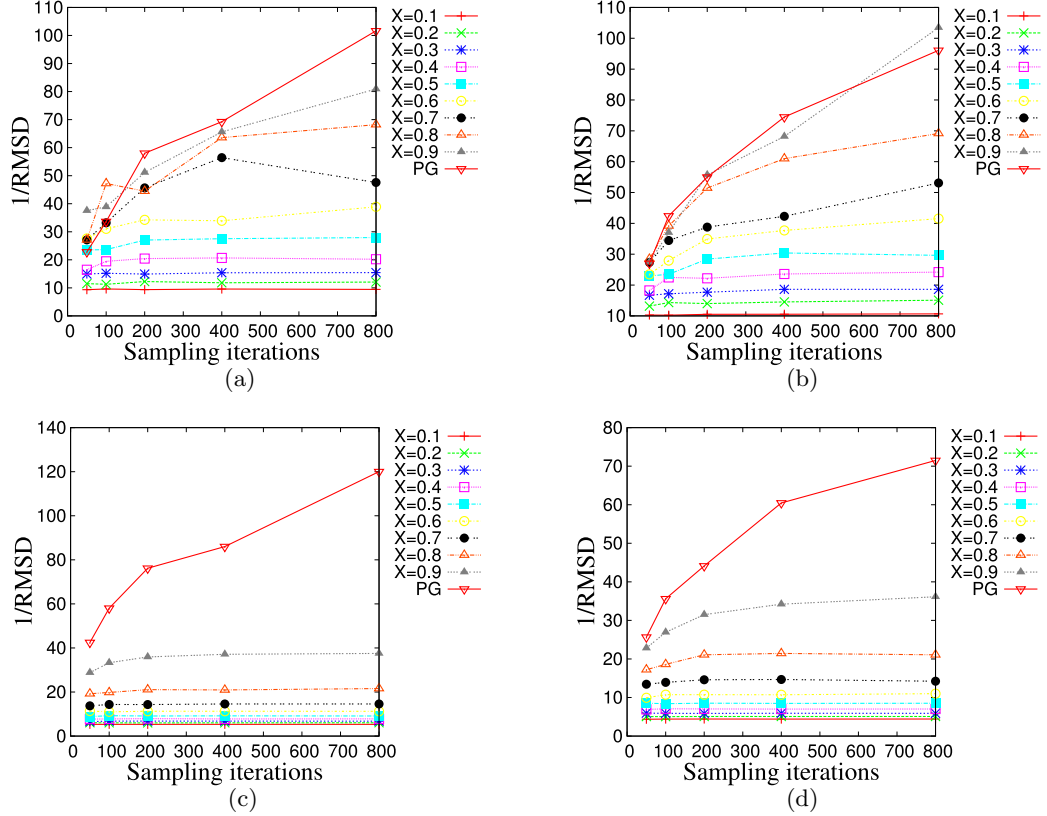 110
100
90
80
70
60
50
40
30
20
10
0
0 100 200 300 400 500 600 700 800
1/RMSD
Sampling iterations
X=0.1
X=0.2
X=0.3
X=0.4
X=0.5
X=0.6
X=0.7
X=0.8
X=0.9
PG
(a)
110
100
90
80
70
60
50
40
30
20
10
0 100 200 300 400 500 600 700 800
1/RMSD
Sampling iterations
X=0.1
X=0.2
X=0.3
X=0.4
X=0.5
X=0.6
X=0.7
X=0.8
X=0.9
PG
(b)
140
120
100
80
60
40
20
0
0 100 200 300 400 500 600 700 800
1/RMSD
Sampling iterations
X=0.1
X=0.2
X=0.3
X=0.4
X=0.5
X=0.6
X=0.7
X=0.8
X=0.9
PG
(c)
80
70
60
50
40
30
20
10
0
0 100 200 300 400 500 600 700 800
1/RMSD
Sampling iterations
X=0.1
X=0.2
X=0.3
X=0.4
X=0.5
X=0.6
X=0.7
X=0.8
X=0.9
PG
(d)